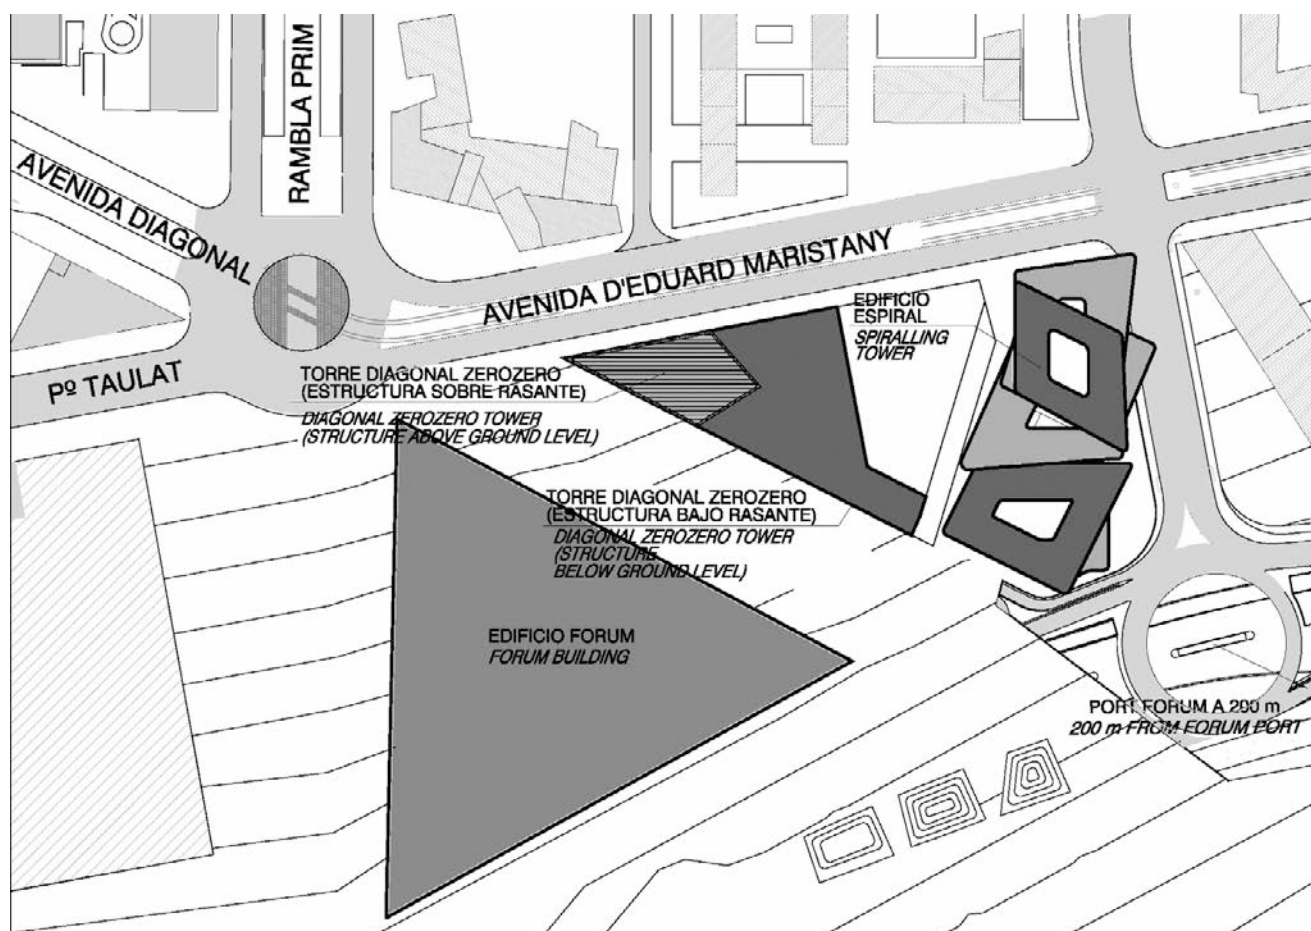 RAMBLA PRIM
AVENIDA DIAGONAL
AVENIDA D'EDUARD MARISTANY
Pº TAULAT
EDIFICIO
ESPIRAL
SPIRALLING
TOWER
TORRE DIAGONAL ZEROZERO
(ESTRUCTURA SOBRE RASANTE)
DIAGONAL ZEROZERO TOWER
(STRUCTURE ABOVE GROUND LEVEL)
TORRE DIAGONAL ZEROZERO
(ESTRUCTURA BAJO RASANTE)
DIAGONAL ZEROZERO TOWER
(STRUCTURE
BELOW GROUND LEVEL)
EDIFICIO FORUM
FORUM BUILDING
PORT FORUM A 200 m
200 m FROM FORUM PORT